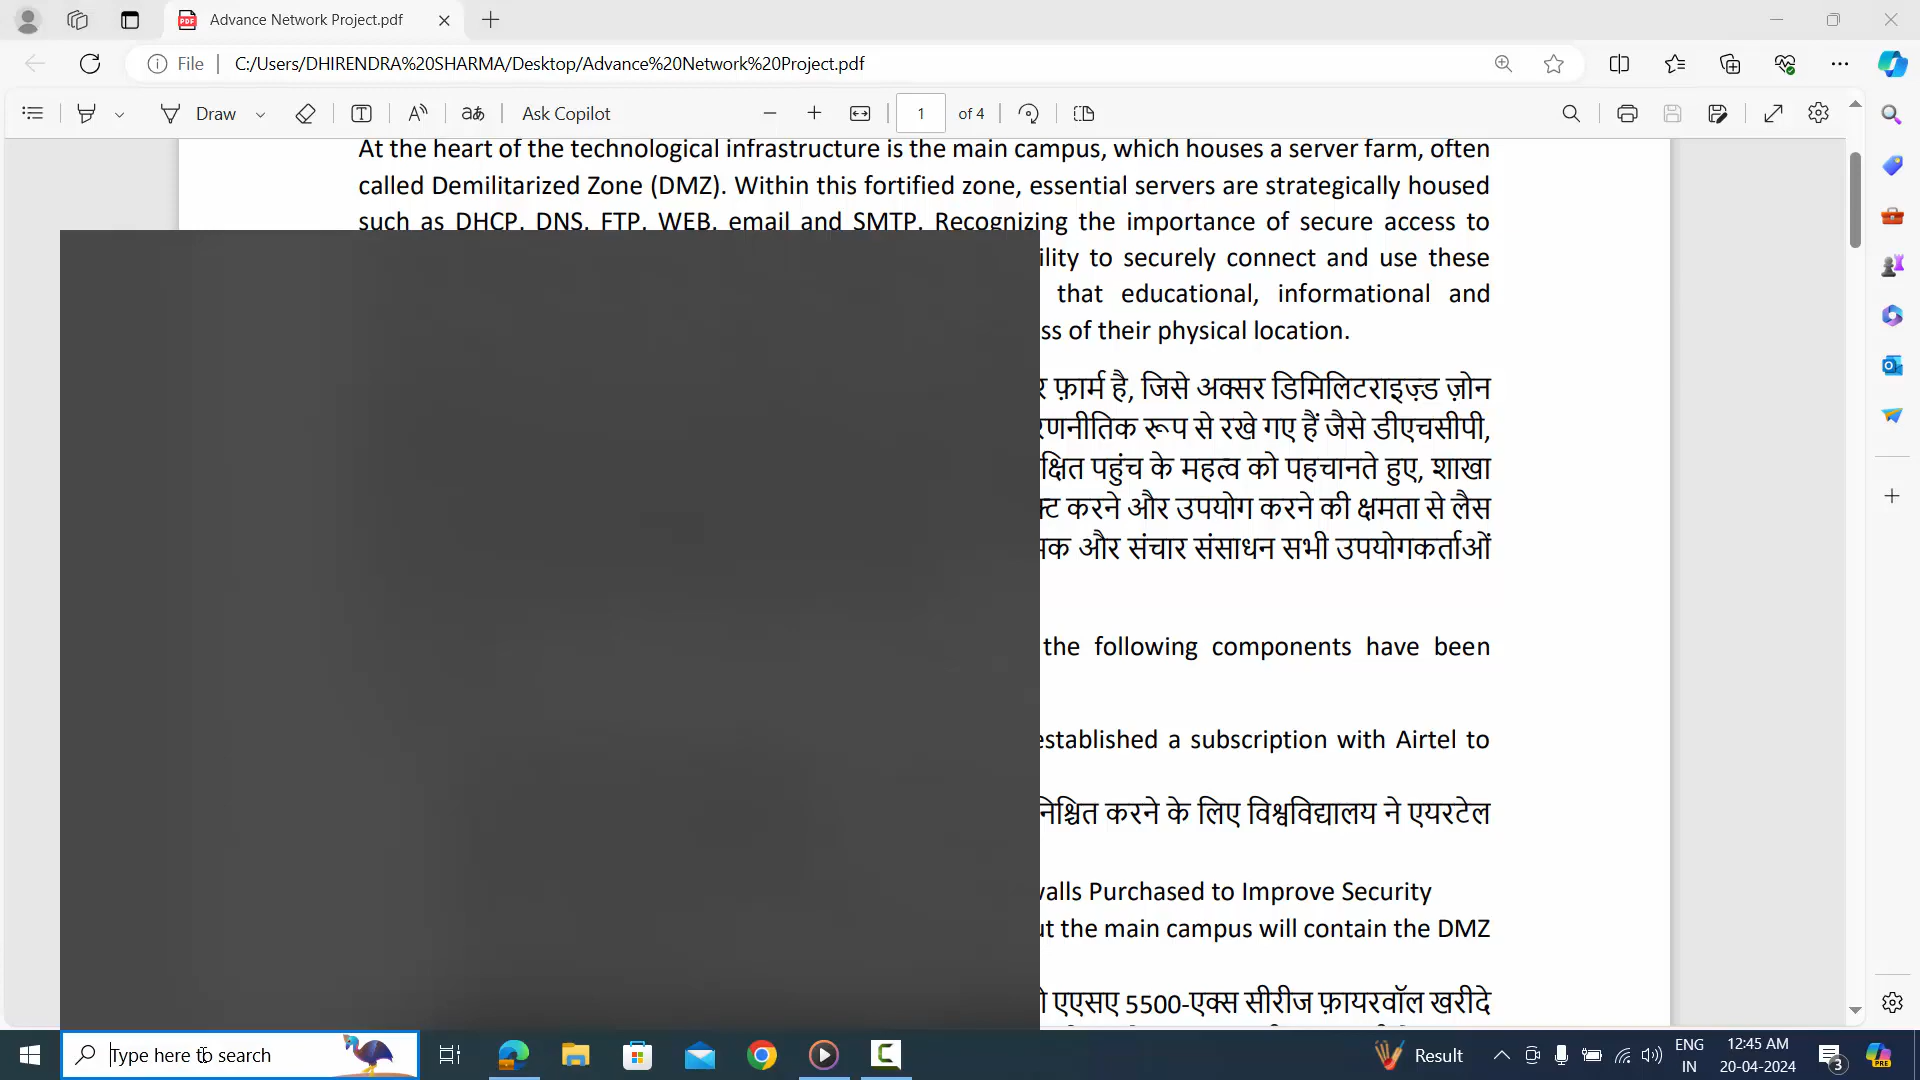 Advance Network Project.pdf
File
C:/Users/DHIRENDRA%20SHARMA/Desktop/Advance%20Network%20Project.pdf
Draw
Ask Copilot
1
of 4
At the heart of the technological infrastructure is the main campus, which houses a server farm, often
called Demilitarized Zone (DMZ). Within this fortified zone, essential servers are strategically housed
such as DHCP, DNS, FTP, WEB, email and SMTP. Recognizing the importance of secure access to
to securely connect and use these
that educational, informational and
of their physical location.
फ़ार्म है, जिसे अक्सर डिमिलिटराइज़्ड ज़ोन
रणनीतिक रूप से रखे गए हैं जैसे डीएचसीपी,
पहुंच के महत्व को पहचानते हुए, शाखा
करने और उपयोग करने की क्षमता से लैस
और संचार संसाधन सभी उपयोगकर्ताओं
the following components have been
established a subscription with Airtel to
करने के लिए विश्वविद्यालय ने एयरटेल
Purchased to Improve Security
the main campus will contain the DMZ
एएसए 5500-एक्स सीरीज फ़ायरवॉल खरीदे
Type here to search
Result
ENG
IN
12:45 AM
20-04-2024
3
PRE